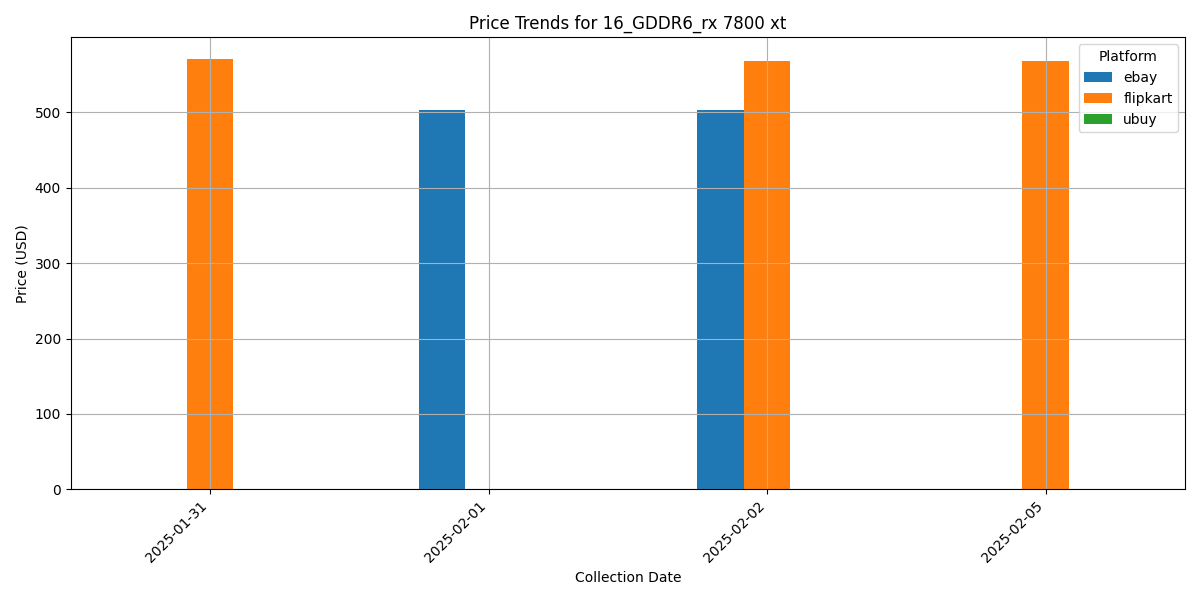 Price Trends for 16_GDDR6_rx 7800 xt
Platform
ebay
flipkart
ubuy
Price (USD)
500
400
300
200
100
0
2025-01-31
2025-02-01
2025-02-02
2025-02-05
Collection Date